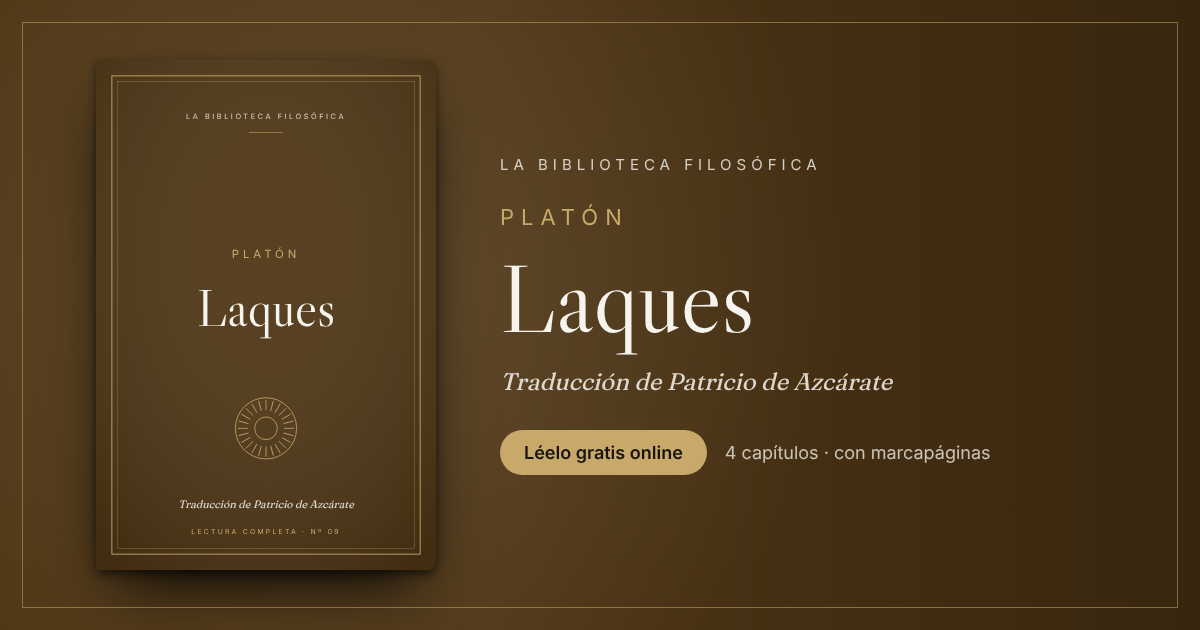 LA BIBLIOTECA FILOSÓFICA
PLATÓN
Laques
Traducción de Patricio de Azcárate
LECTURA COMPLETA · Nº 09
LA BIBLIOTECA FILOSÓFICA
PLATÓN
Laques
Traducción de Patricio de Azcárate
Léelo gratis online
4 capítulos · con marcapáginas